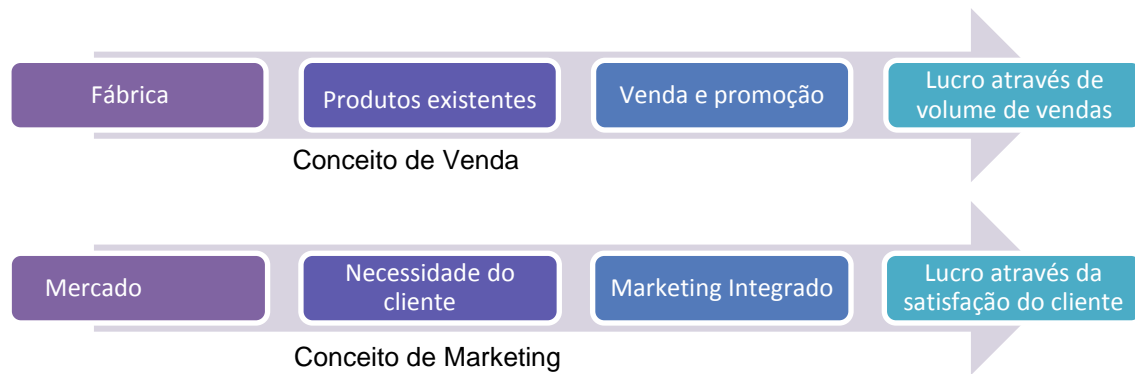 Fábrica
Produtos existentes
Venda e promoção
Lucro através de
volume de vendas
Conceito de Venda
Mercado
Necessidade do
cliente
Marketing Integrado
Lucro através da
satisfação do cliente
Conceito de Marketing